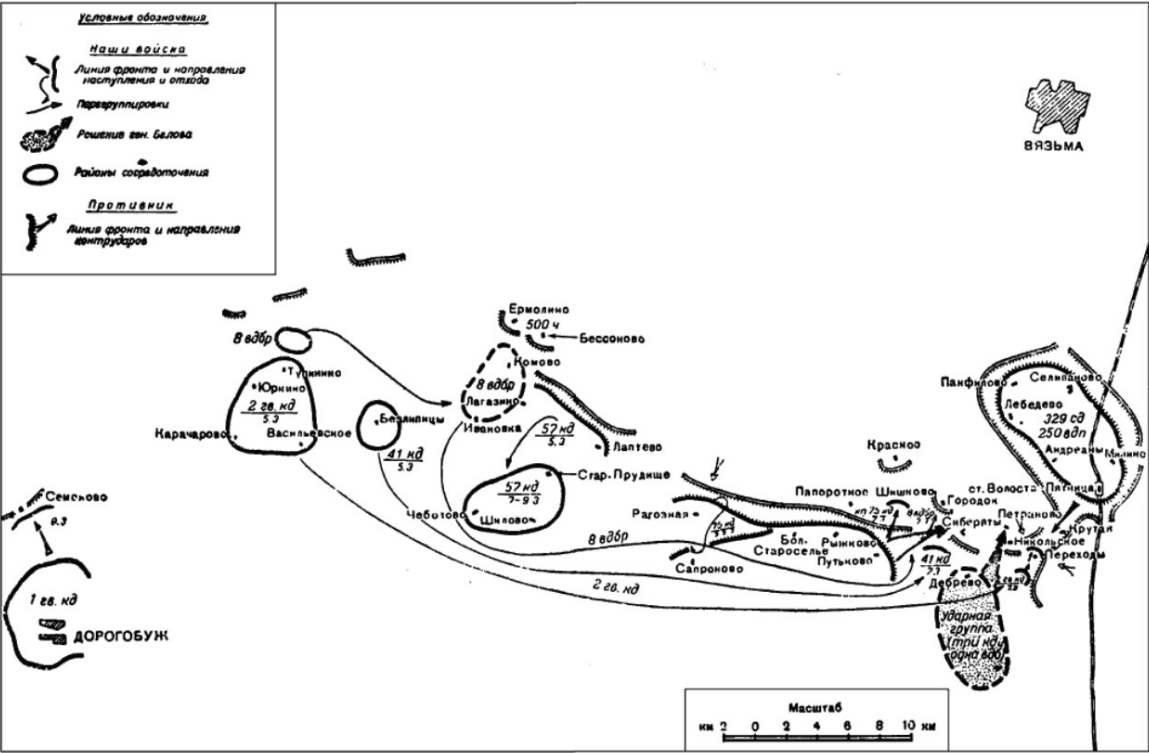 Условные обозначения
Наши войска
Линия фронта и направления
наступления и отхода
Перегруппировки
Решение ген. Белова
Районы сосредоточения
Противник
Линия фронта и направления
контрударов
ВЯЗЬМА
Ермолино
500 ч
Бессоново
8 вдбр
Комово
Тупинино
Юркино
8 вдбр
2 гв. кд
5.3
Лагазино
Безлипицы
Ивановка
57 кд
5.3
Карачарово
Васильевское
41 кд
5.3
Лаптево
Панфилово
Селиваново
Лебедево
329 сд
250 вдп
Андреаны
Милино
Красное
Стар. Прудище
57 кд
7-9.3
Чеботово
Шилово
Семеново
9.3
Рагозная
Папоротное
Шишково
ст. Волоста
Пятница
Городок
Сибераты
Петраново
Крутая
8 вдбр
Бол.
Староселье
Рыжково
Путьково
Никольское
Переходы
Сапроново
41 кд
7.3
2 гв. кд
Дебрево
1 гв. кд
ДОРОГОБУЖ
Ударная
группа
(три кд и
одна вдб)
Масштаб
км 2 0 2 4 6 8 10 км